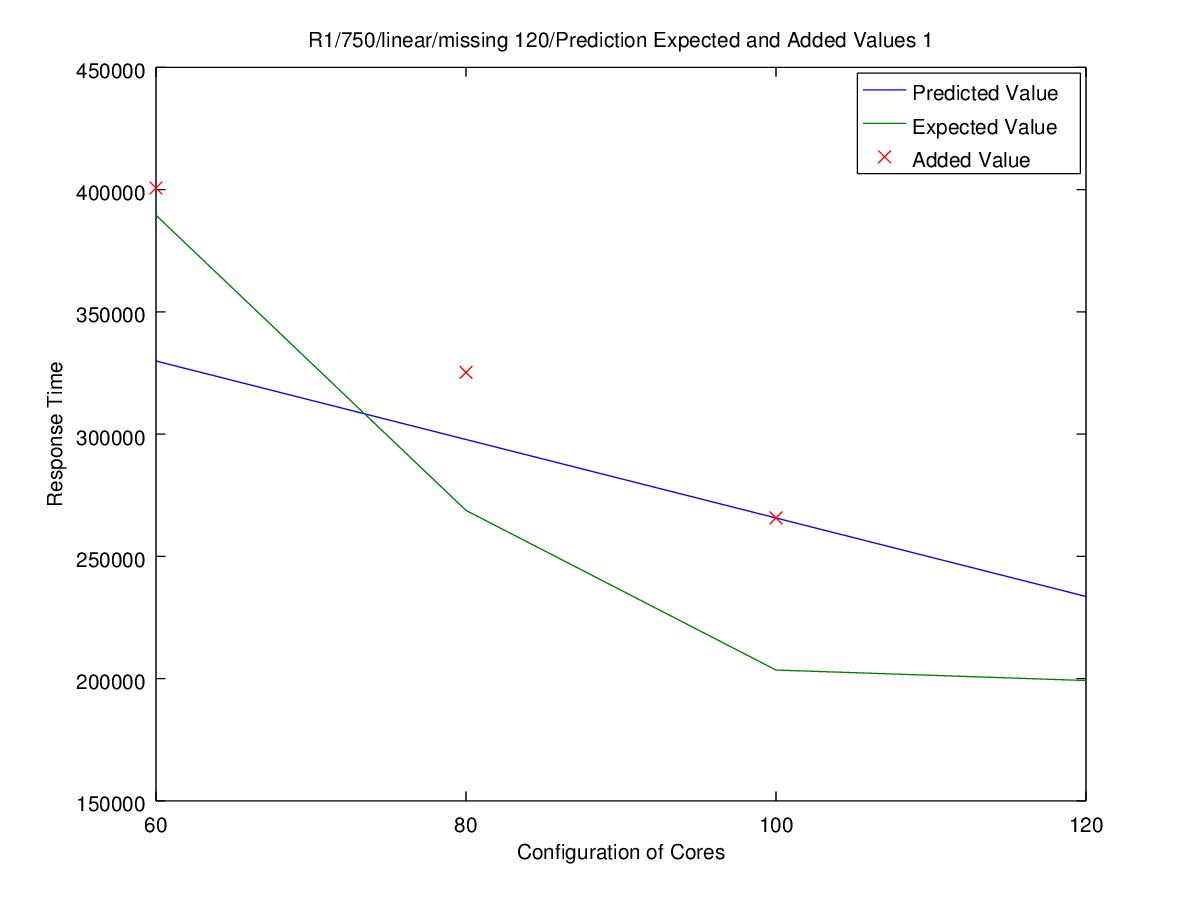 R1/750/linear/missing 120/Prediction Expected and Added Values 1
Predicted Value
Expected Value
Added Value
450000
400000
350000
300000
250000
200000
150000
Response Time
60
80
100
120
Configuration of Cores